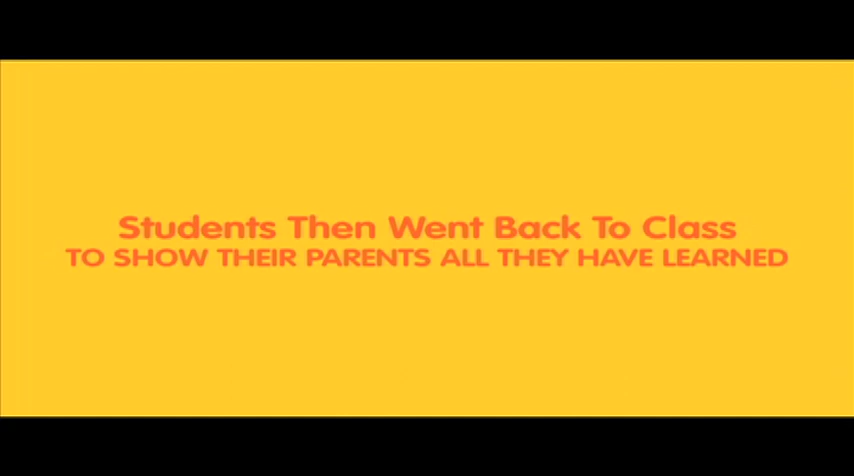 Students Then Went Back To Class
TO SHOW THEIR PARENTS ALL THEY HAVE LEARNED